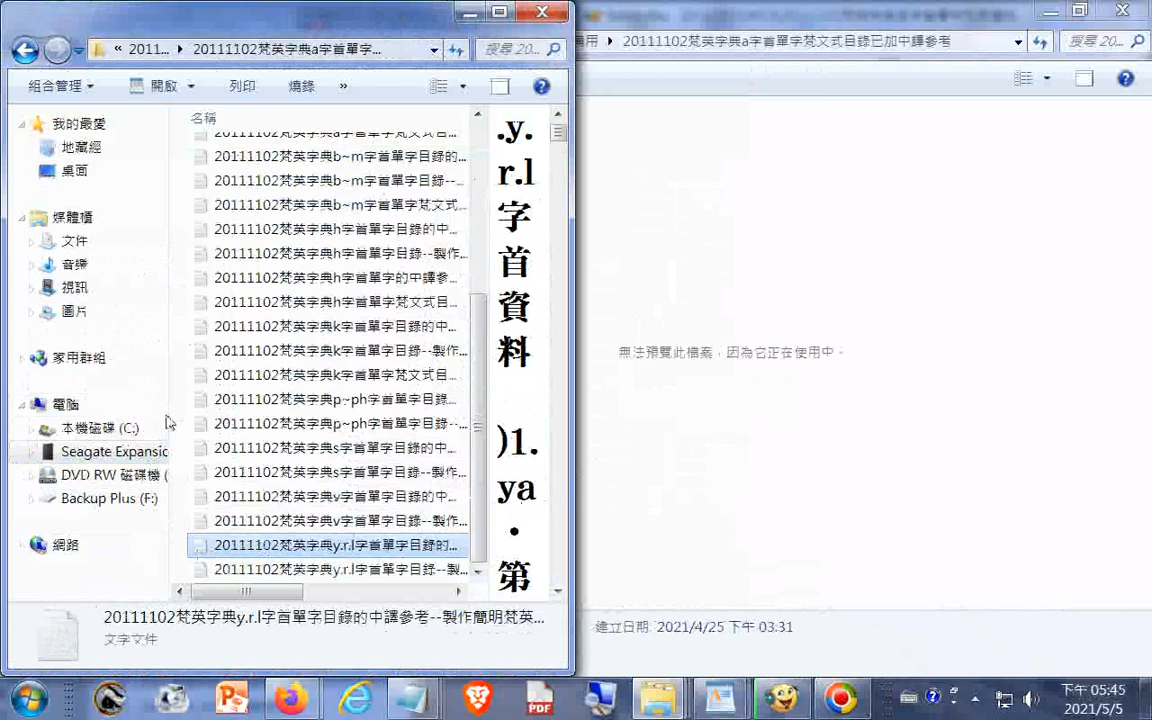 « 2011... ▸ 20111102梵英字典a字首單字...
搜尋 20...
備用 ▸ 20111102梵英字典a字首單字梵文式目錄已加中譯參考
搜尋 20...
組合管理 開啟 列印 燒錄 »
我的最愛
地藏經
桌面
媒體櫃
文件
音樂
視訊
圖片
家用群組
電腦
本機磁碟 (C:)
Seagate Expansic
DVD RW 磁碟機 (
Backup Plus (F:)
網路
名稱
20111102梵英字典b~m字首單字目錄的...
20111102梵英字典b~m字首單字目錄--...
20111102梵英字典b~m字首單字梵文式...
20111102梵英字典h字首單字目錄的中...
20111102梵英字典h字首單字目錄--製作...
20111102梵英字典h字首單字的中譯參...
20111102梵英字典h字首單字梵文式目...
20111102梵英字典k字首單字目錄的中...
20111102梵英字典k字首單字目錄--製作...
20111102梵英字典k字首單字梵文式目...
20111102梵英字典p~ph字首單字目錄...
20111102梵英字典p~ph字首單字目錄--...
20111102梵英字典s字首單字目錄的中...
20111102梵英字典s字首單字目錄--製作...
20111102梵英字典v字首單字目錄的中...
20111102梵英字典v字首單字目錄--製作...
20111102梵英字典y.r.l字首單字目錄的...
20111102梵英字典y.r.l字首單字目錄--製...
.y.
r.l
字
首
資
料
)1.
ya
•
第
無法預覽此檔案，因為它正在使用中。
20111102梵英字典y.r.l字首單字目錄的中譯參考--製作簡明梵英...
文字文件
建立日期: 2021/4/25 下午 03.31
下午 05:45
2021/5/5